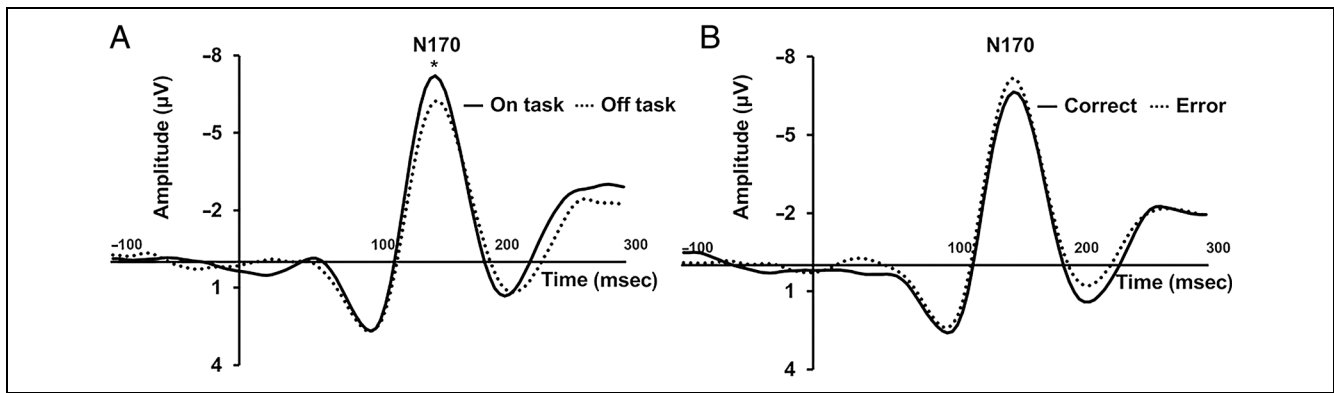 A
N170
*
–8
–5
–2
1
4
Amplitude (µV)
On task
Off task
–100
100
200
300
Time (msec)
B
N170
–8
–5
–2
1
4
Amplitude (µV)
Correct
Error
–100
100
200
300
Time (msec)